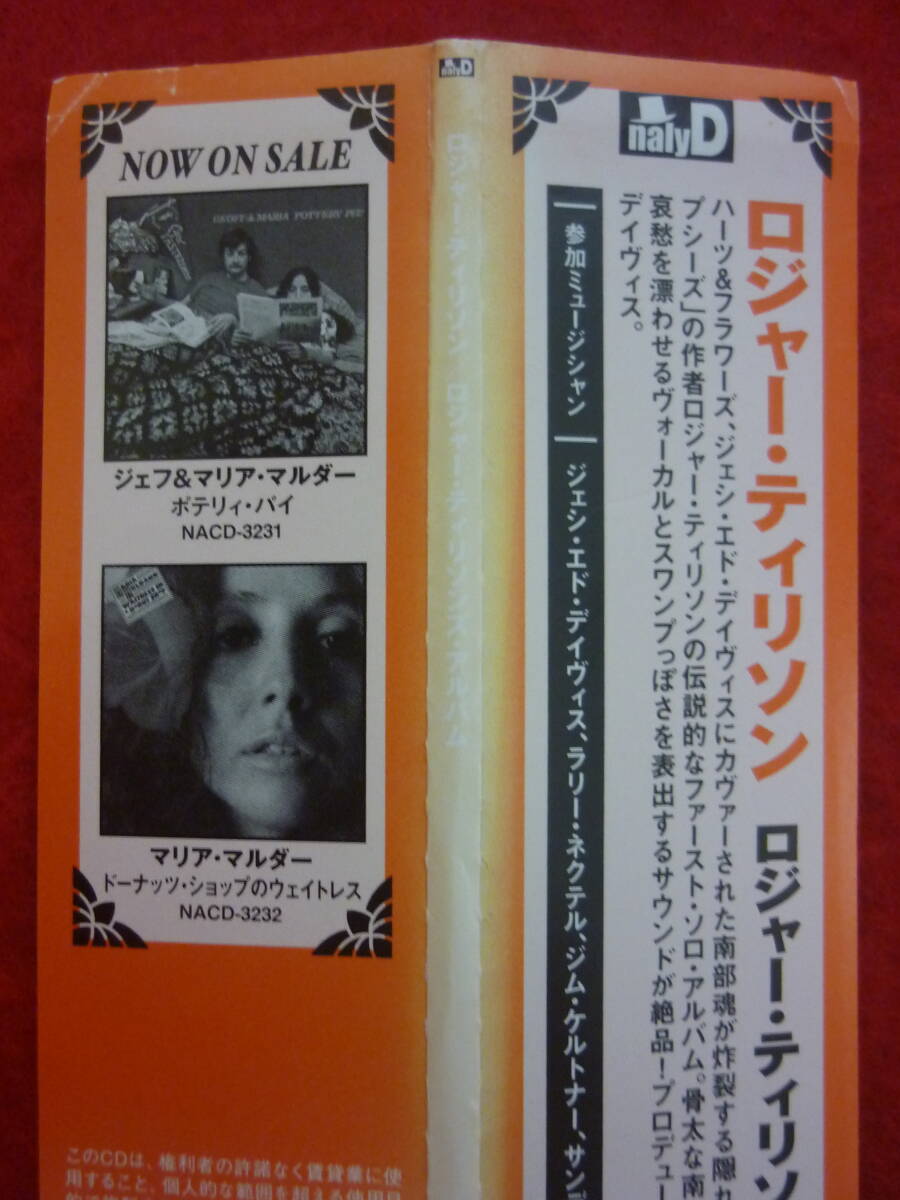 nalyD
ロジャー・ティリソン
ロジャー・ティリソ
ハーツ&フラワーズ、ジェシ・エド・デイヴィスにカヴァーされた南部魂が炸裂する隠れ
プシーズ」の作者ロジャー・ティリソンの伝説的なファースト・ソロ・アルバム。骨太な南
哀愁を漂わせるヴォーカルとスワンプっぽさを表出するサウンドが絶品!プロデュー
デイヴィス。
参加ミュージシャン
ジェシ・エド・デイヴィス、ラリー・ネクテル、ジム・ケルトナー、サンデ
nalyD
ロジャー・ティリソン ロジャー・ティリソンズ・アルバム
NOW ON SALE
GEOFF & MARIA POTTERY PIE
ジェフ&マリア・マルダー
ポテリィ・パイ
NACD-3231
マリア・マルダー
ドーナッツ・ショップのウェイトレス
NACD-3232
このCDは、権利者の許諾なく賃貸業に使
用すること、個人的な範囲を超える使用目